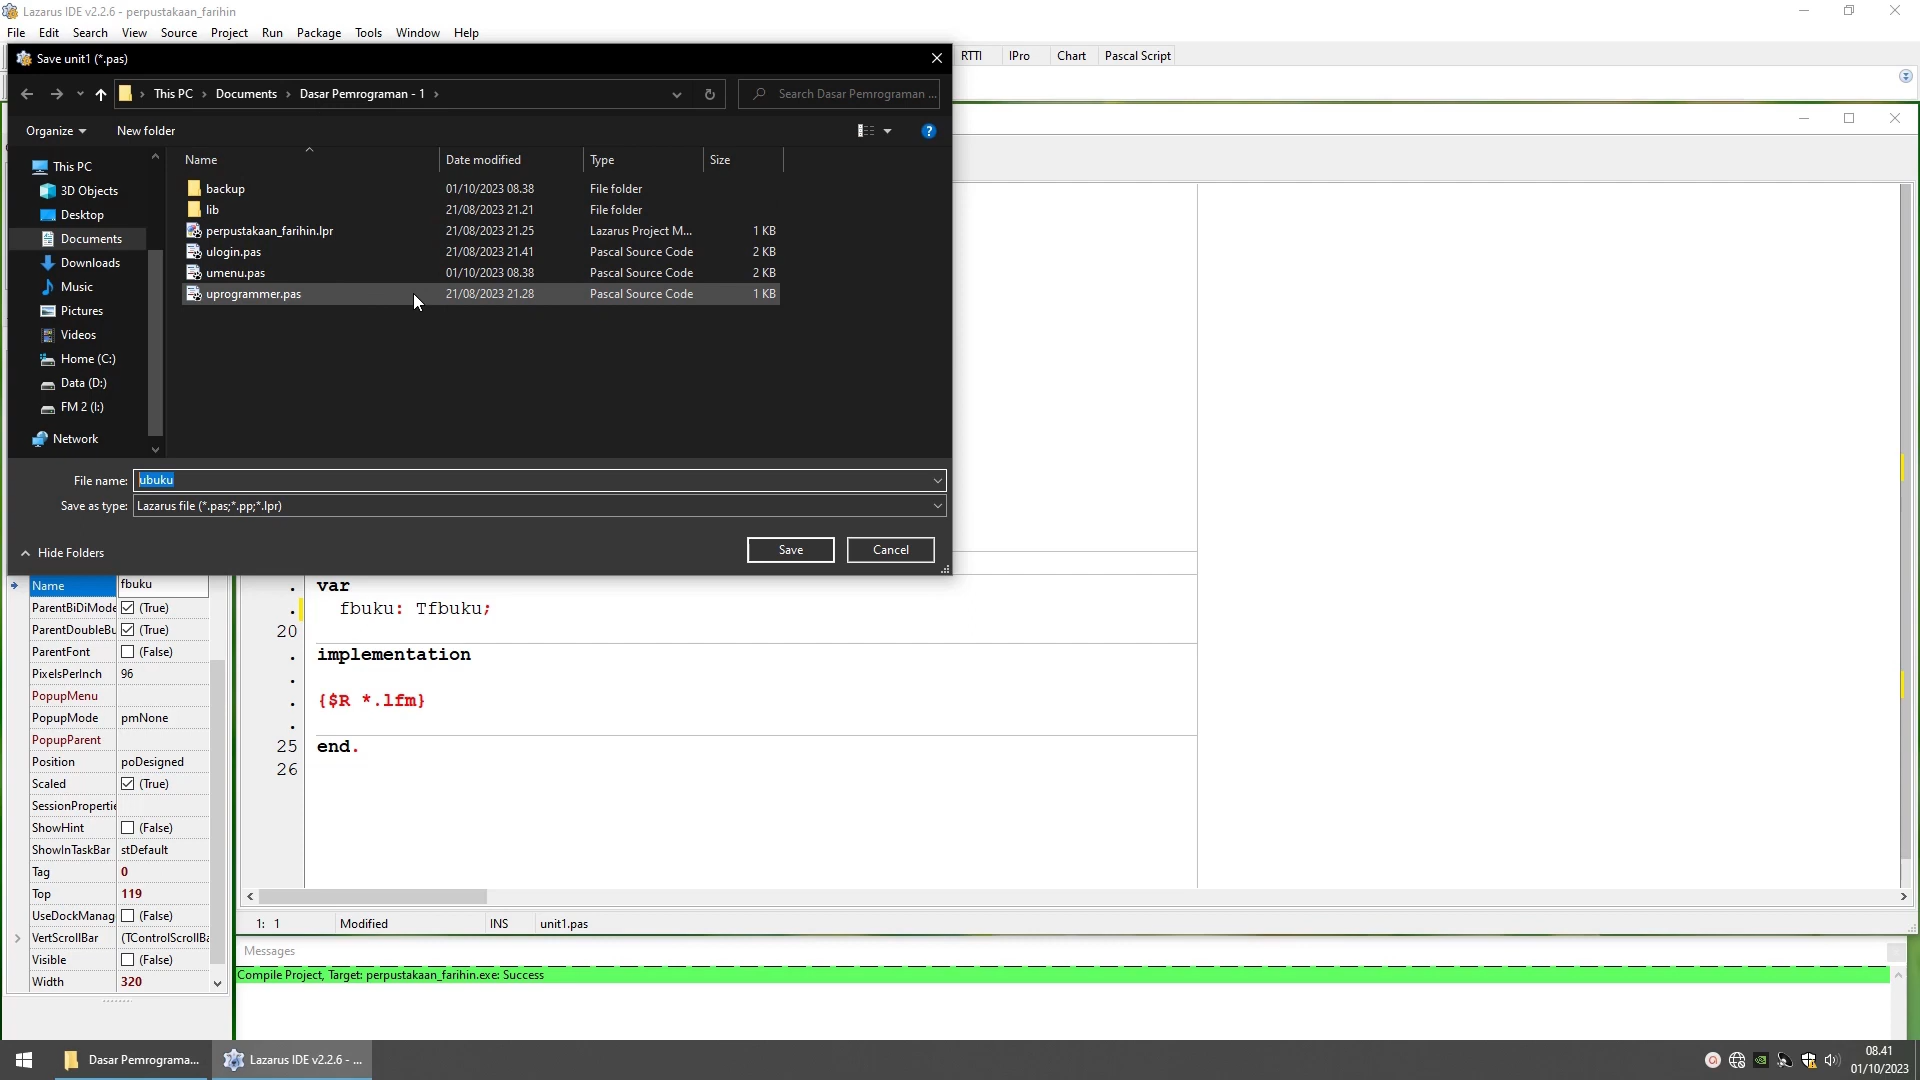 Lazarus IDE v2.2.6 - perpustakaan_farihin
File Edit Search View Source Project Run Package Tools Window Help
RTTI IPro Chart Pascal Script
Save unit1 (*.pas)
This PC > Documents > Dasar Pemrograman - 1 >
Search Dasar Pemrograman ...
Organize New folder
This PC
3D Objects
Desktop
Documents
Downloads
Music
Pictures
Videos
Home (C:)
Data (D:)
FM 2 (I:)
Network
Name Date modified Type Size
backup 01/10/2023 08.38 File folder
lib 21/08/2023 21.21 File folder
perpustakaan_farihin.lpr 21/08/2023 21.25 Lazarus Project M... 1 KB
ulogin.pas 21/08/2023 21.41 Pascal Source Code 2 KB
umenu.pas 01/10/2023 08.38 Pascal Source Code 2 KB
uprogrammer.pas 21/08/2023 21.28 Pascal Source Code 1 KB
File name: ubuku
Save as type: Lazarus file (*.pas;*.pp;*.lpr)
Hide Folders Save Cancel
Name fbuku
ParentBiDiMode (True)
ParentDoubleBu (True)
ParentFont (False)
PixelsPerInch 96
PopupMenu
PopupMode pmNone
PopupParent
Position poDesigned
Scaled (True)
SessionPropertie
ShowHint (False)
ShowInTaskBar stDefault
Tag 0
Top 119
UseDockManag (False)
VertScrollBar (TControlScrollBa
Visible (False)
Width 320
. var
. fbuku: Tfbuku;
20
. implementation
.
. {$R *.lfm}
.
25 end.
26
1: 1 Modified INS unit1.pas
Messages
Compile Project, Target: perpustakaan_farihin.exe: Success
Dasar Pemrograma...
Lazarus IDE v2.2.6 - ...
08.41
01/10/2023